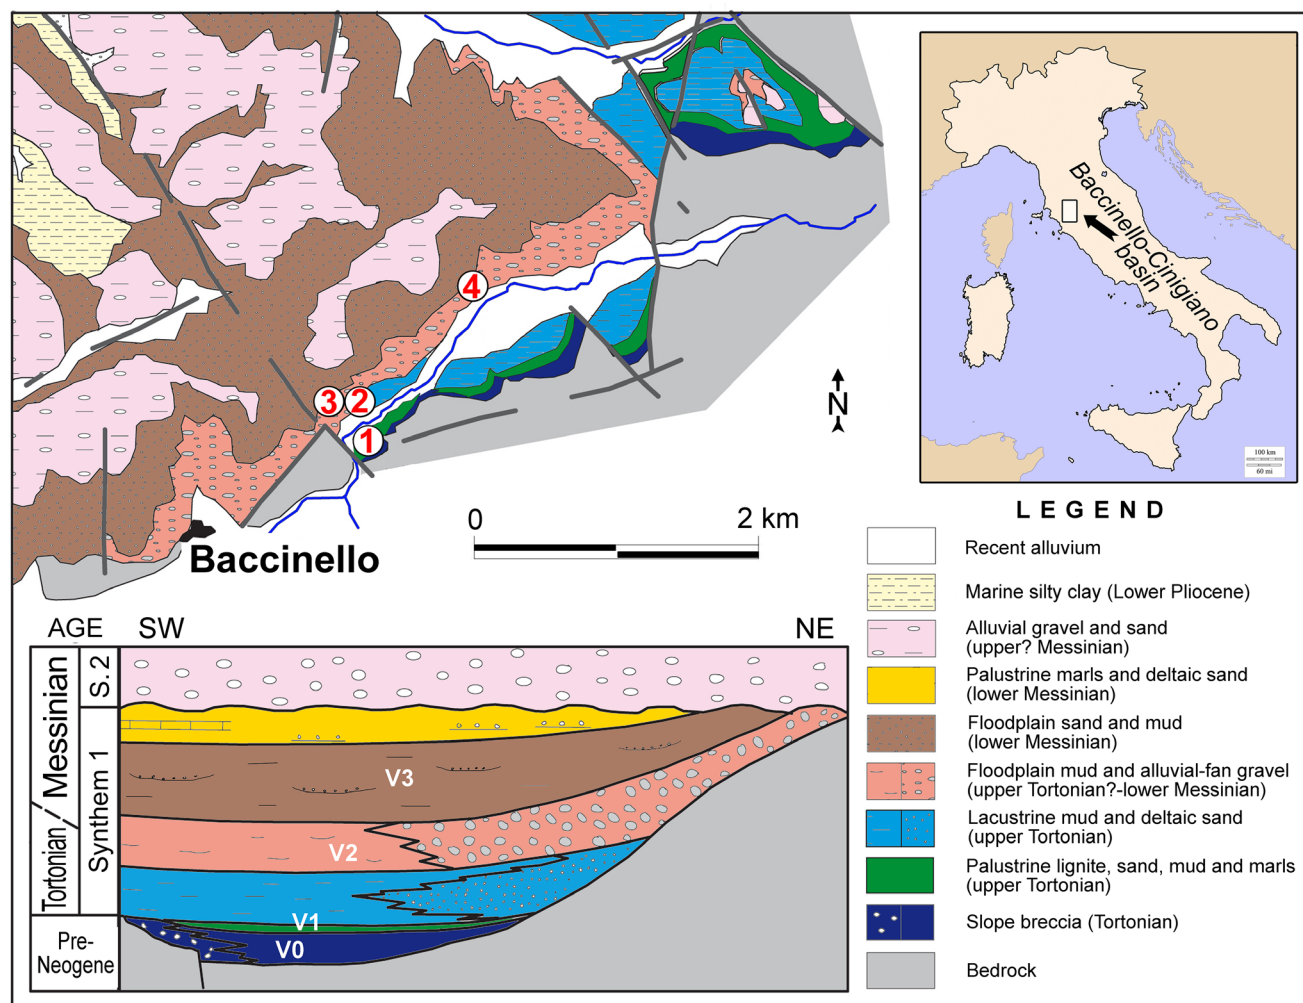 4
3
2
1
Baccinello
0
2 km
N
Baccinello-Cinigiano
basin
100 km
60 mi
LEGEND
Recent alluvium
Marine silty clay (Lower Pliocene)
Alluvial gravel and sand
(upper? Messinian)
Palustrine marls and deltaic sand
(lower Messinian)
Floodplain sand and mud
(lower Messinian)
Floodplain mud and alluvial-fan gravel
(upper Tortonian?-lower Messinian)
Lacustrine mud and deltaic sand
(upper Tortonian)
Palustrine lignite, sand, mud and marls
(upper Tortonian)
Slope breccia (Tortonian)
Bedrock
AGE
SW
NE
Messinian
Tortonian
S. 2
Synthem 1
Pre-
Neogene
V3
V2
V1
V0